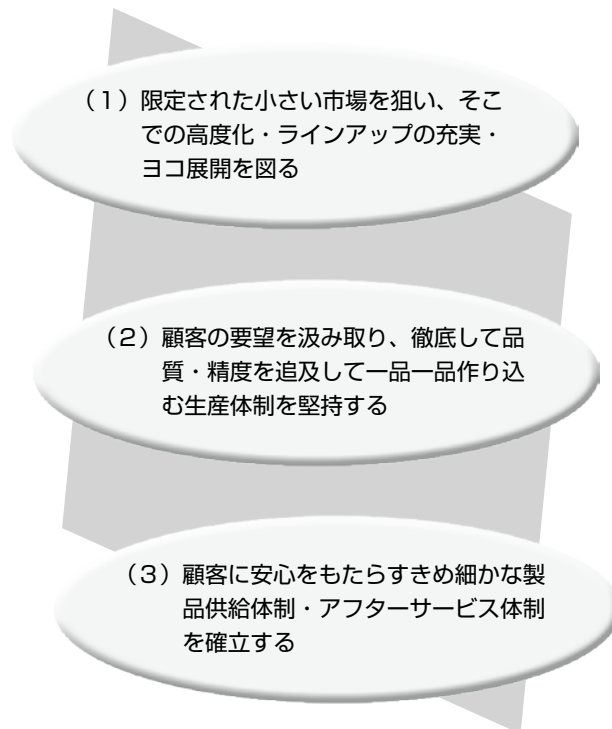 （１）限定された小さい市場を狙い、そこ
での高度化・ラインアップの充実・
ヨコ展開を図る
（２）顧客の要望を汲み取り、徹底して品
質・精度を追及して一品一品作り込
む生産体制を堅持する
（３）顧客に安心をもたらすきめ細かな製
品供給体制・アフターサービス体制
を確立する